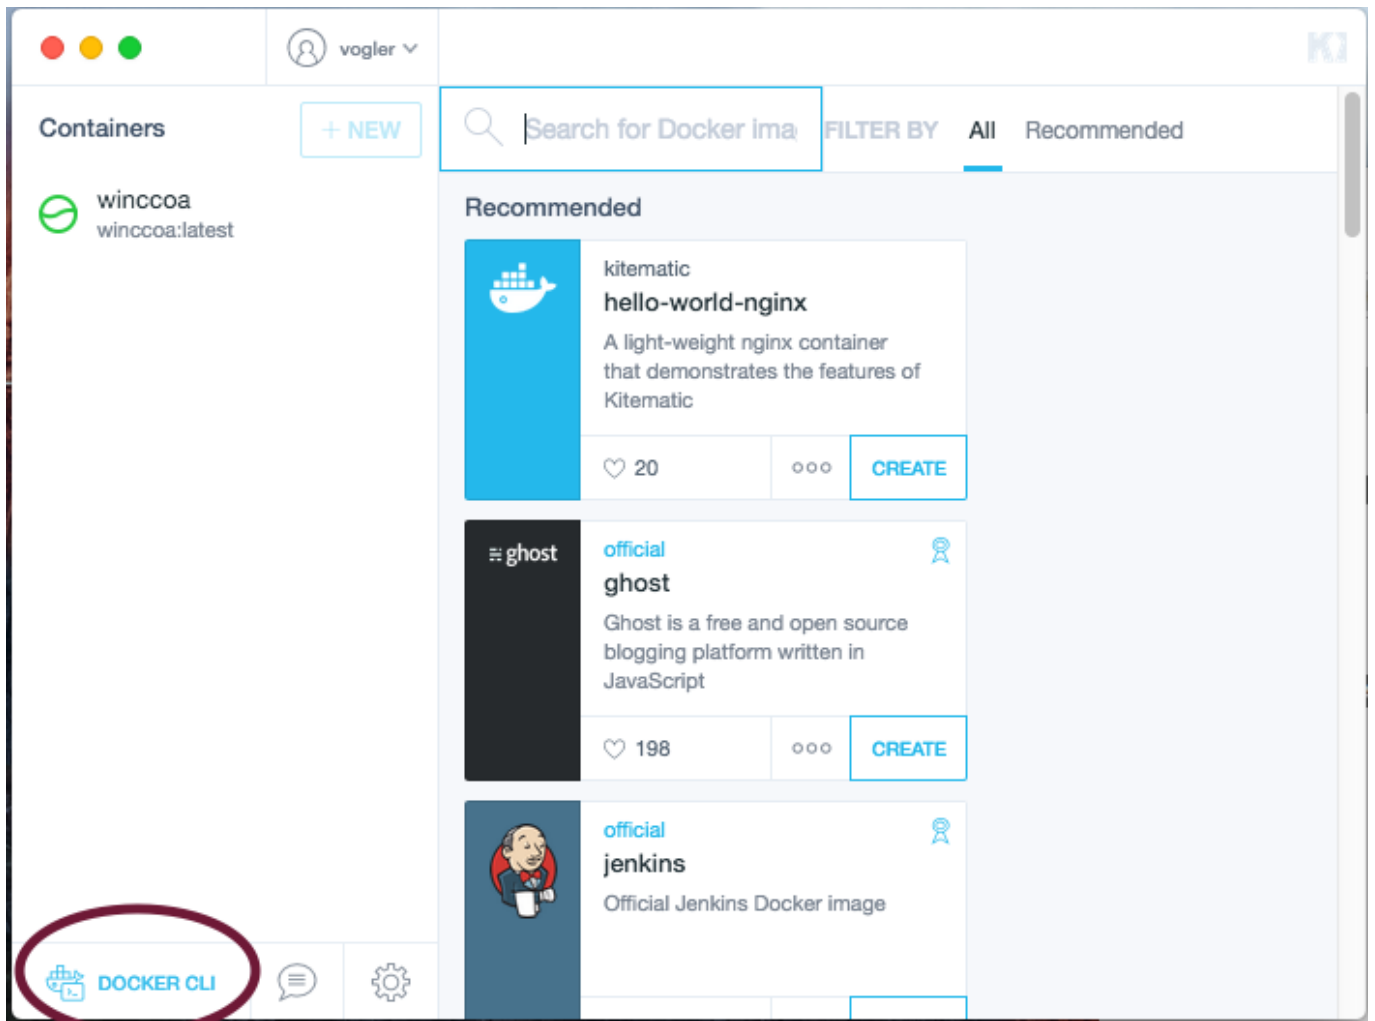 vogler
Containers
+ NEW
Search for Docker ima
FILTER BY
All
Recommended
winccoa
winccoa:latest
Recommended
kitematic
hello-world-nginx
A light-weight nginx container
that demonstrates the features of
Kitematic
20
CREATE
ghost
official
ghost
Ghost is a free and open source
blogging platform written in
JavaScript
198
CREATE
official
jenkins
Official Jenkins Docker image
DOCKER CLI